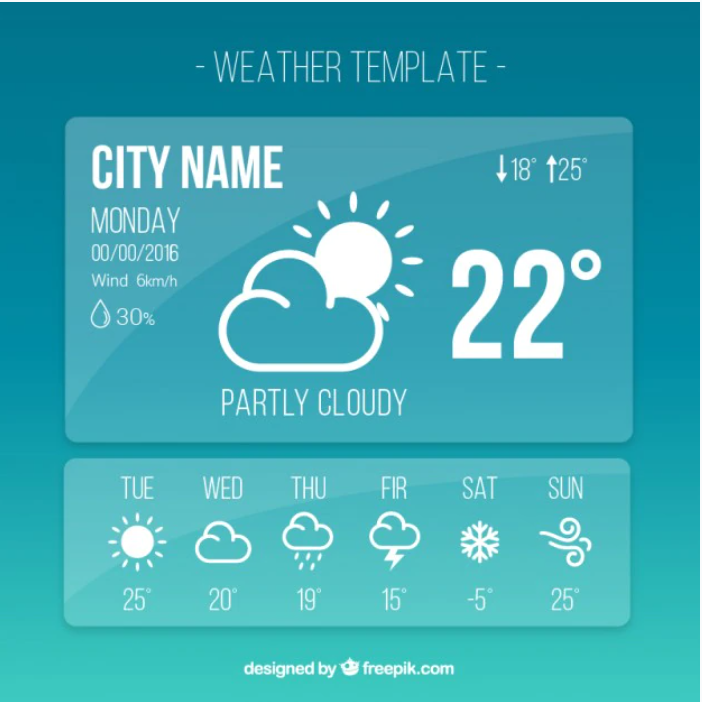 - WEATHER TEMPLATE -
CITY NAME
↓18° ↑25°
MONDAY
00/00/2016
Wind 6km/h
30%
22°
PARTLY CLOUDY
TUE WED THU FIR SAT SUN
25° 20° 19° 15° -5° 25°
designed by freepik.com